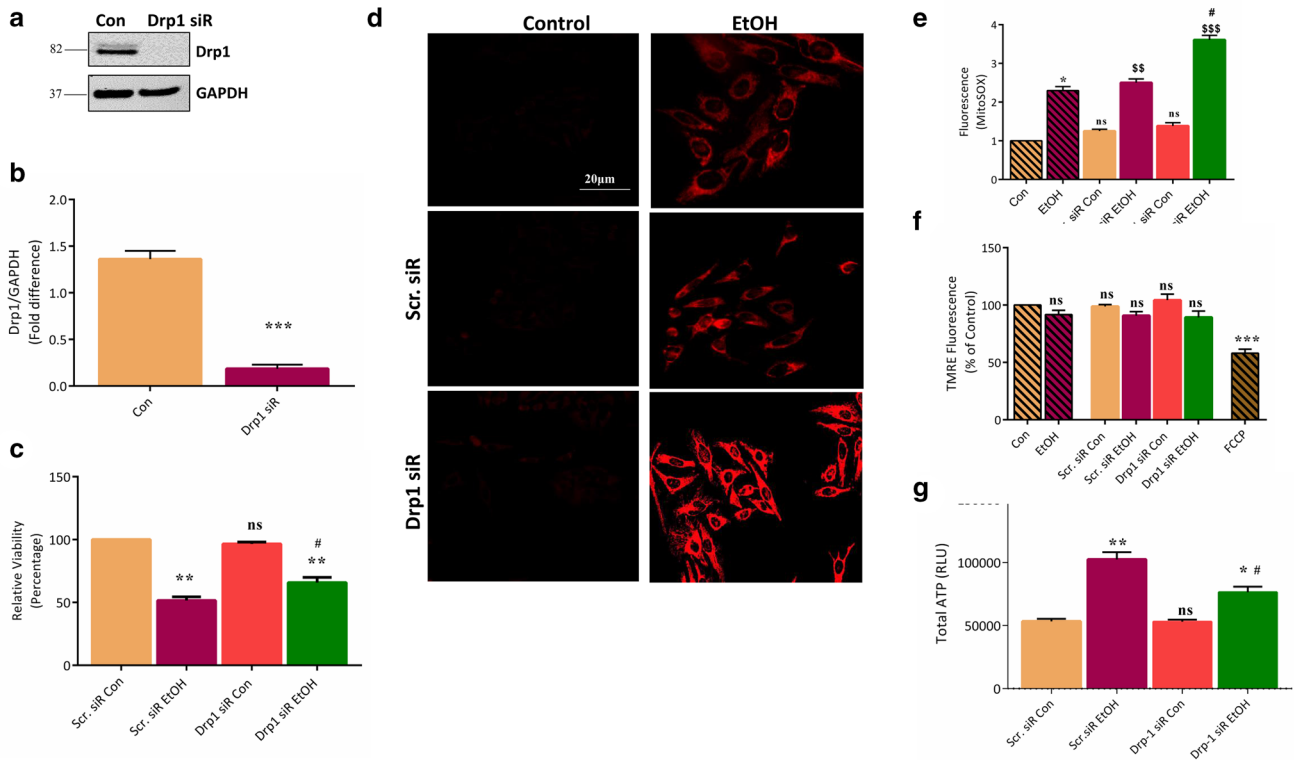 a
Con Drp1 siR
82
Drp1
37
GAPDH
b
Drp1/GAPDH
(Fold difference)
2.0
1.5
1.0
0.5
0.0
***
Con
Drp1 siR
c
Relative Viability
(Percentage)
150
100
50
0
**
ns
#
**
Scr. siR Con
Scr. siR EtOH
Drp1 siR Con
Drp1 siR EtOH
d
Control
EtOH
20μm
Scr. siR
Drp1 siR
e
Fluorescence
(MitoSOX)
4
3
2
1
0
*
ns
$$
ns
#
$$$
Con
EtOH
siR Con
iR EtOH
siR Con
iR EtOH
f
TMRE Fluorescence
(% of Control)
150
100
50
0
ns
ns
ns
ns
ns
***
Con
EtOH
Scr. siR Con
Scr. siR EtOH
Drp1 siR Con
Drp1 siR EtOH
FCCP
g
Total ATP (RLU)
100000
50000
0
**
ns
* #
Scr. siR Con
Scr.siR EtOH
Drp-1 siR Con
Drp-1 siR EtOH